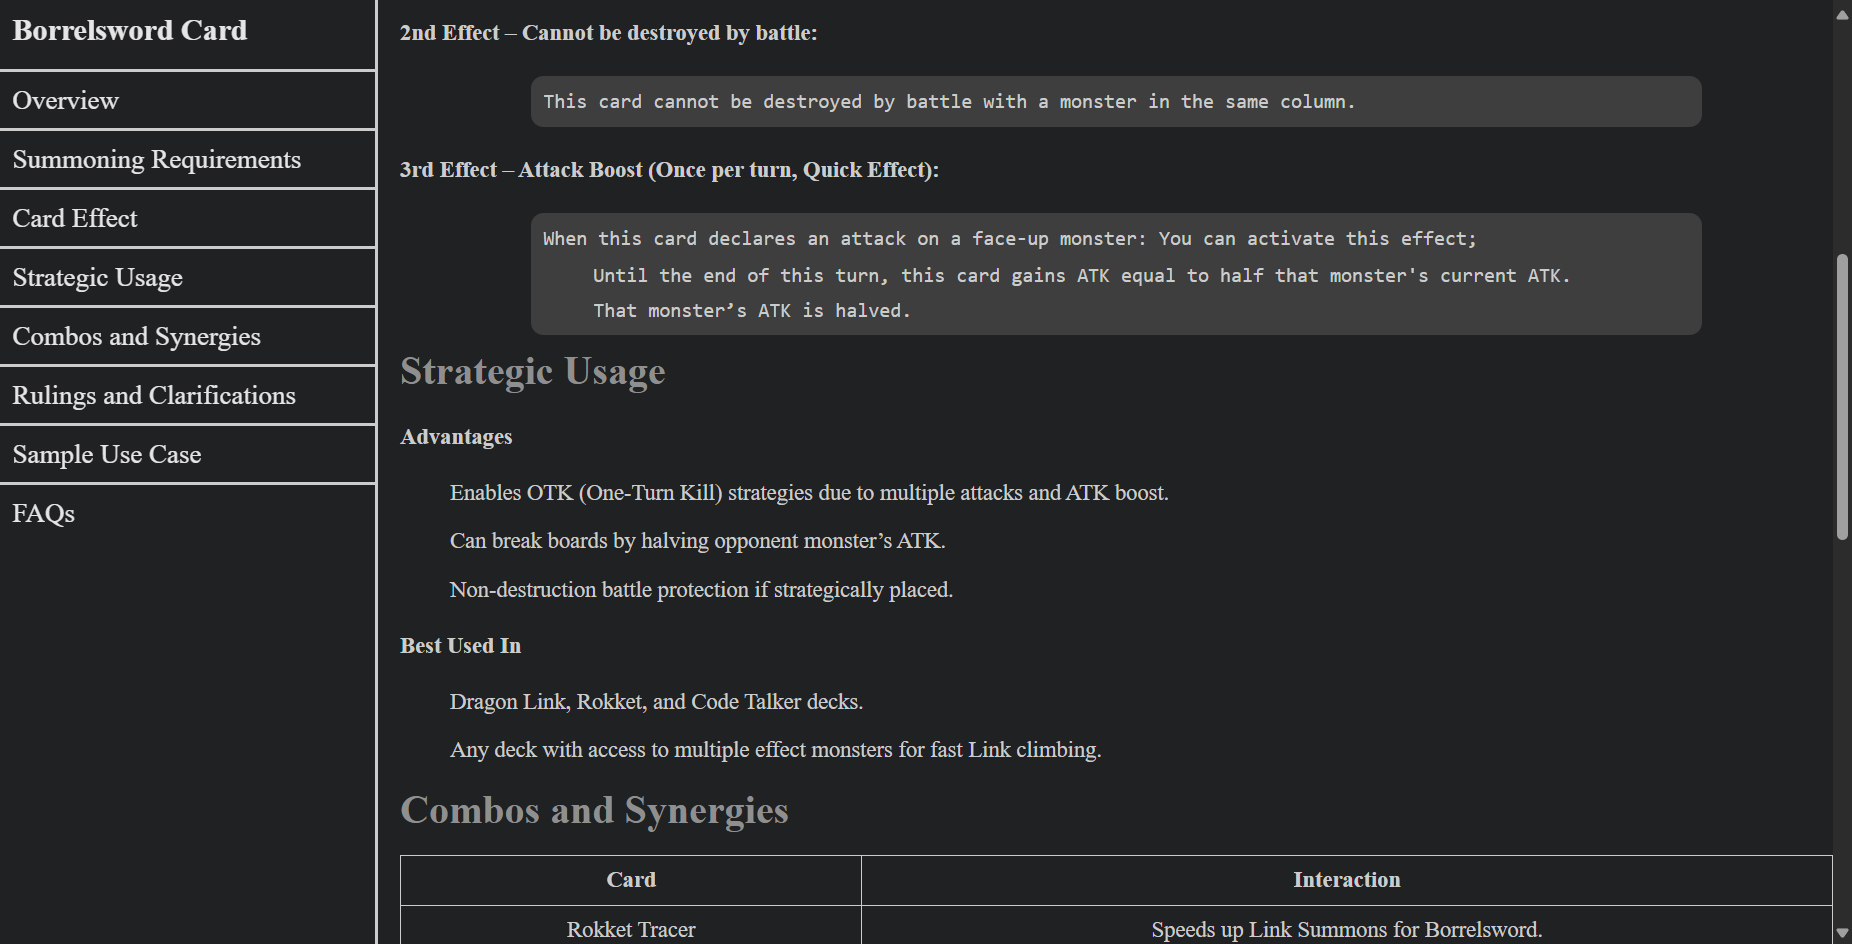 Borrelsword Card
Overview
Summoning Requirements
Card Effect
Strategic Usage
Combos and Synergies
Rulings and Clarifications
Sample Use Case
FAQs
2nd Effect – Cannot be destroyed by battle:
This card cannot be destroyed by battle with a monster in the same column.
3rd Effect – Attack Boost (Once per turn, Quick Effect):
When this card declares an attack on a face-up monster: You can activate this effect;
Until the end of this turn, this card gains ATK equal to half that monster's current ATK.
That monster’s ATK is halved.
Strategic Usage
Advantages
Enables OTK (One-Turn Kill) strategies due to multiple attacks and ATK boost.
Can break boards by halving opponent monster’s ATK.
Non-destruction battle protection if strategically placed.
Best Used In
Dragon Link, Rokket, and Code Talker decks.
Any deck with access to multiple effect monsters for fast Link climbing.
Combos and Synergies
Card Interaction
Rokket Tracer Speeds up Link Summons for Borrelsword.